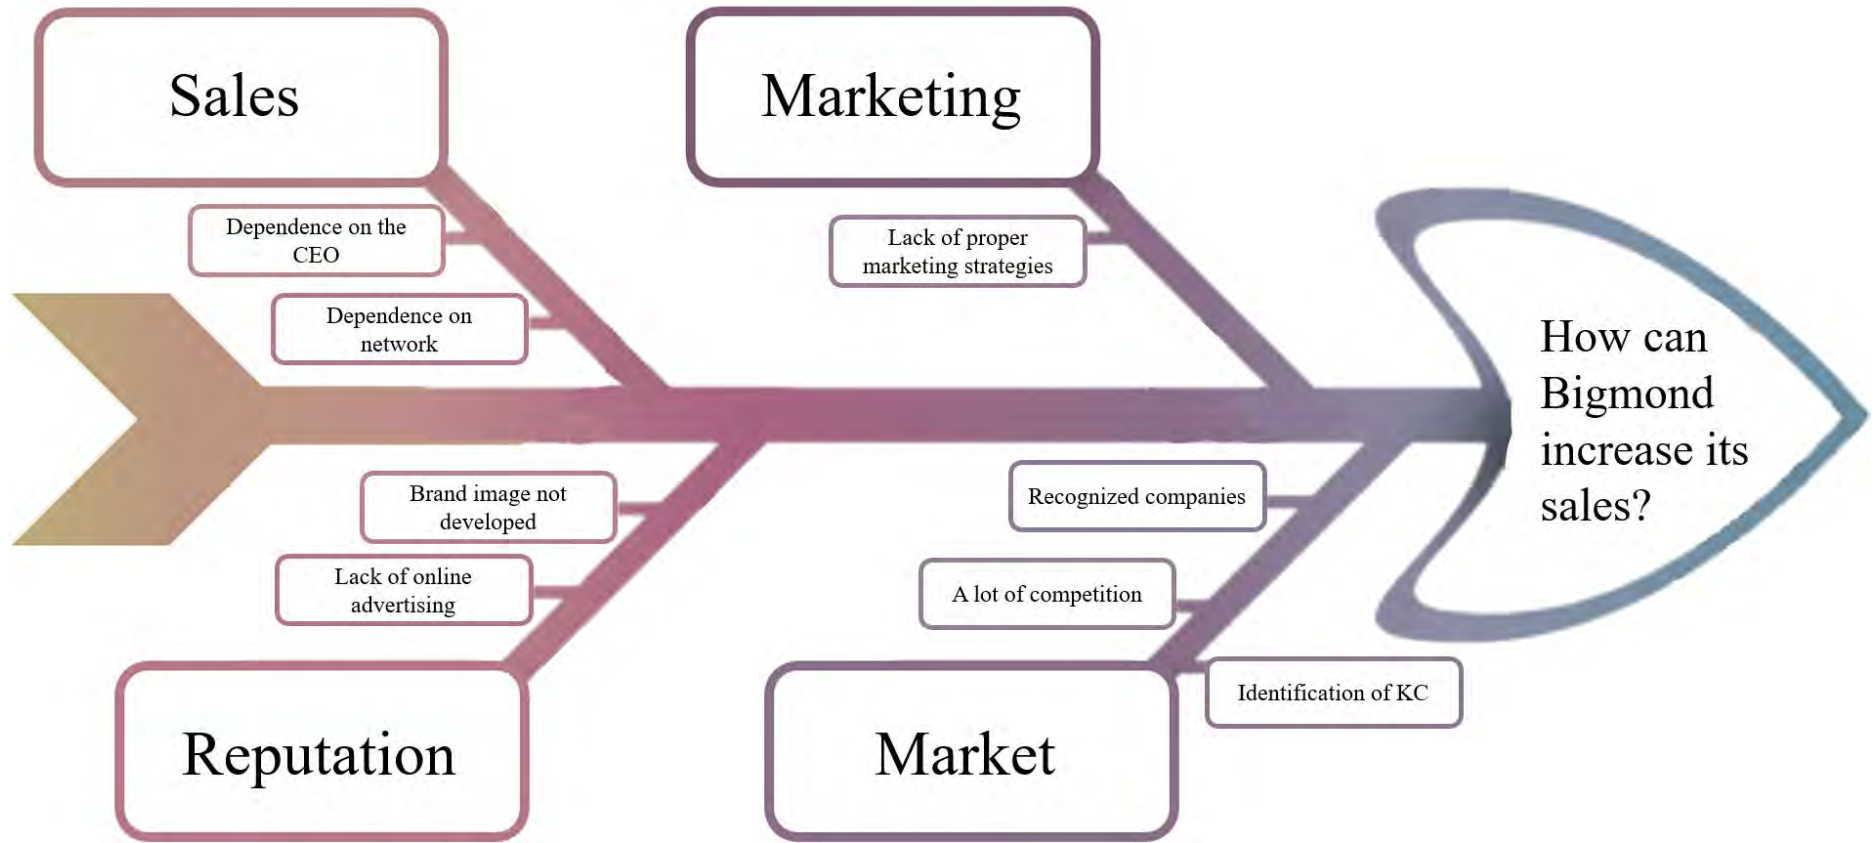 Sales
Marketing
Dependence on the
CEO
Lack of proper
marketing strategies
Dependence on
network
How can
Bigmond
increase its
sales?
Brand image not
developed
Recognized companies
Lack of online
advertising
A lot of competition
Identification of KC
Reputation
Market